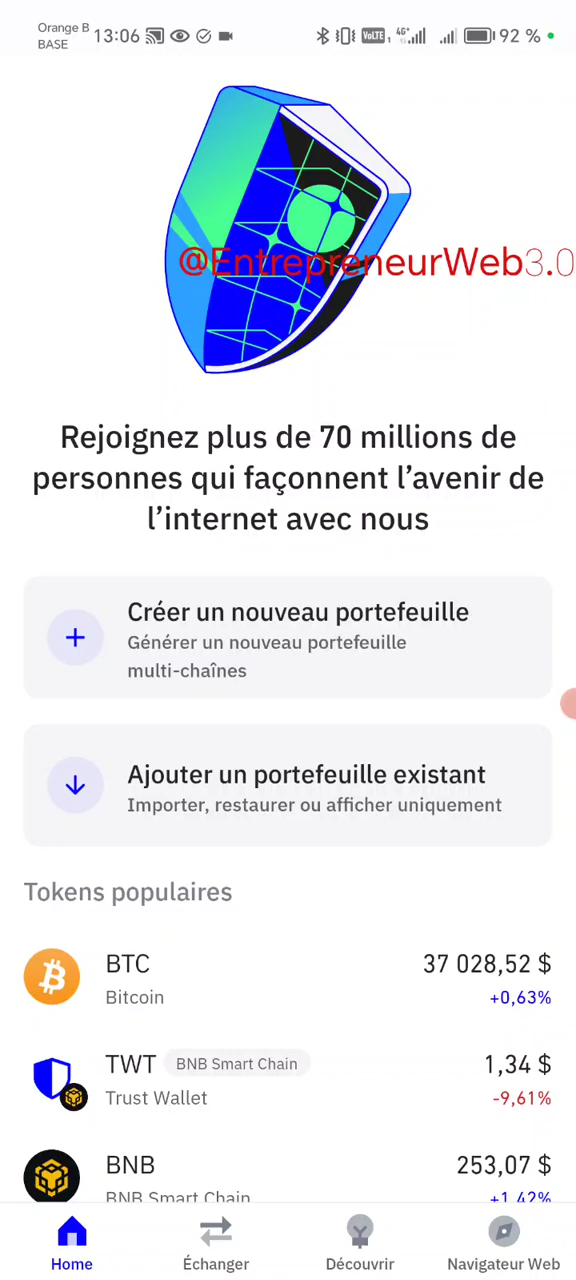 Orange B
BASE
13:06
VoLTE 1
4G+
92 %
@EntrepreneurWeb3.0
Rejoignez plus de 70 millions de
personnes qui façonnent l’avenir de
l’internet avec nous
Créer un nouveau portefeuille
Générer un nouveau portefeuille
multi-chaînes
Ajouter un portefeuille existant
Importer, restaurer ou afficher uniquement
Tokens populaires
BTC 37 028,52 $
Bitcoin +0,63%
TWT BNB Smart Chain 1,34 $
Trust Wallet -9,61%
BNB 253,07 $
BNB Smart Chain +1,42%
Home Échanger Découvrir Navigateur Web